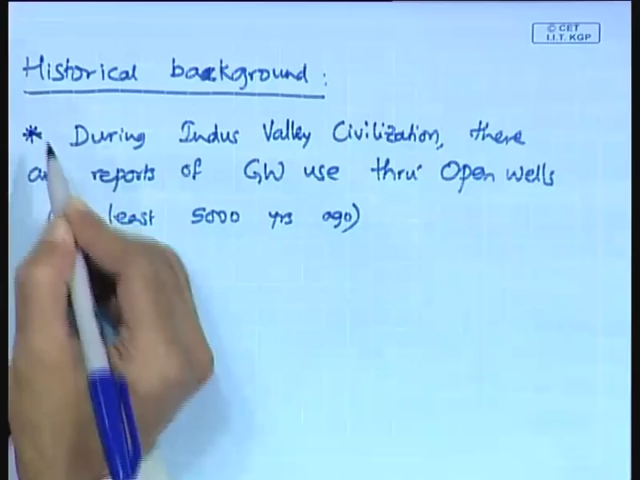 © CET
I.I.T. KGP
Historical background :
* During Indus Valley Civilization, there
reports of GW use thru' Open wells
least 5000 yrs ago)